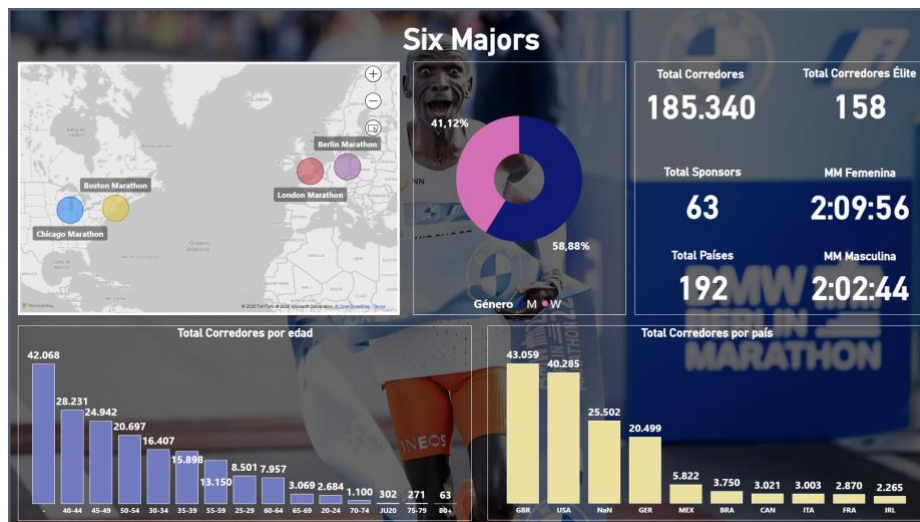 Six Majors
Berlin Marathon
Boston Marathon
London Marathon
Chicago Marathon
41,12%
58,88%
Género M W
Total Corredores
185.340
Total Corredores Élite
158
Total Sponsors
63
MM Femenina
2:09:56
Total Países
192
MM Masculina
2:02:44
BMW
BERLIN
MARATHON
INEOS
Total Corredores por edad
42.068
28.231
24.942
20.697
16.407
15.898
13.150
8.501
7.957
3.069
2.684
1.100
302
271
63
- 40-44 45-49 50-54 30-34 35-39 55-59 25-29 60-64 65-69 20-24 70-74 JU20 75-79 80+
Total Corredores por país
43.059
40.285
25.502
20.499
5.822
3.750
3.021
3.003
2.870
2.265
GBR USA NaN GER MEX BRA CAN ITA FRA IRL